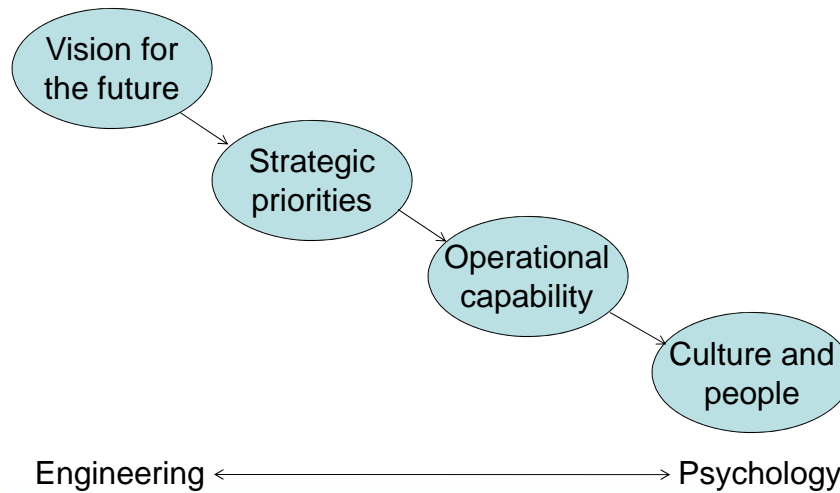 Vision for
the future
Strategic
priorities
Operational
capability
Culture and
people
Engineering
Psychology